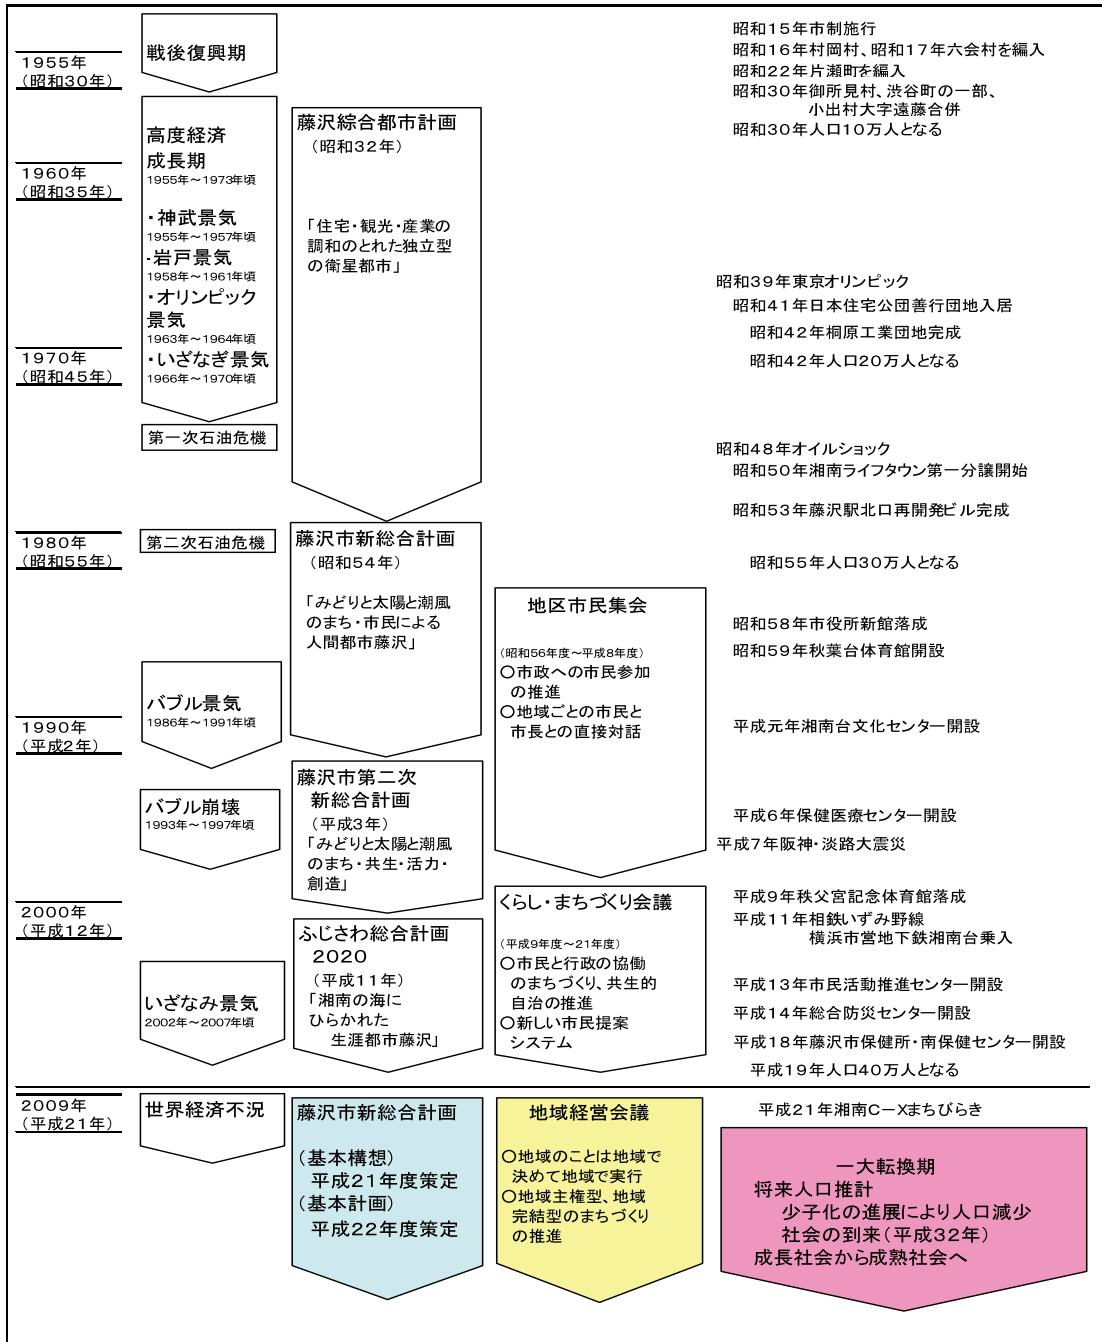 1955年
(昭和30年)
1960年
(昭和35年)
1970年
(昭和45年)
1980年
(昭和55年)
1990年
(平成2年)
2000年
(平成12年)
2009年
(平成21年)
戦後復興期
高度経済
成長期
1955年～1973年頃
・神武景気
1955年～1957年頃
・岩戸景気
1958年～1961年頃
・オリンピック
景気
1963年～1964年頃
・いざなぎ景気
1966年～1970年頃
第一次石油危機
第二次石油危機
バブル景気
1986年～1991年頃
バブル崩壊
1993年～1997年頃
いざなみ景気
2002年～2007年頃
世界経済不況
藤沢綜合都市計画
(昭和32年)
「住宅・観光・産業の
調和のとれた独立型
の衛星都市」
藤沢市新総合計画
(昭和54年)
「みどりと太陽と潮風
のまち・市民による
人間都市藤沢」
藤沢市第二次
新総合計画
(平成3年)
「みどりと太陽と潮風
のまち・共生・活力・
創造」
ふじさわ総合計画
2020
(平成11年)
「湘南の海に
ひらかれた
生涯都市藤沢」
藤沢市新総合計画
(基本構想)
平成21年度策定
(基本計画)
平成22年度策定
地区市民集会
(昭和56年度～平成8年度)
○市政への市民参加
の推進
○地域ごとの市民と
市長との直接対話
くらし・まちづくり会議
(平成9年度～21年度)
○市民と行政の協働
のまちづくり、共生的
自治の推進
○新しい市民提案
システム
地域経営会議
○地域のことは地域で
決めて地域で実行
○地域主権型、地域
完結型のまちづくり
の推進
昭和15年市制施行
昭和16年村岡村、昭和17年六会村を編入
昭和22年片瀬町を編入
昭和30年御所見村、渋谷町の一部、
小出村大字遠藤合併
昭和30年人口10万人となる
昭和39年東京オリンピック
昭和41年日本住宅公団善行団地入居
昭和42年桐原工業団地完成
昭和42年人口20万人となる
昭和48年オイルショック
昭和50年湘南ライフタウン第一分譲開始
昭和53年藤沢駅北口再開発ビル完成
昭和55年人口30万人となる
昭和58年市役所新館落成
昭和59年秋葉台体育館開設
平成元年湘南台文化センター開設
平成6年保健医療センター開設
平成7年阪神・淡路大震災
平成9年秩父宮記念体育館落成
平成11年相鉄いずみ野線
横浜市営地下鉄湘南台乗入
平成13年市民活動推進センター開設
平成14年総合防災センター開設
平成18年藤沢市保健所・南保健センター開設
平成19年人口40万人となる
平成21年湘南C－Xまちびらき
一大転換期
将来人口推計
少子化の進展により人口減少
社会の到来(平成32年)
成長社会から成熟社会へ